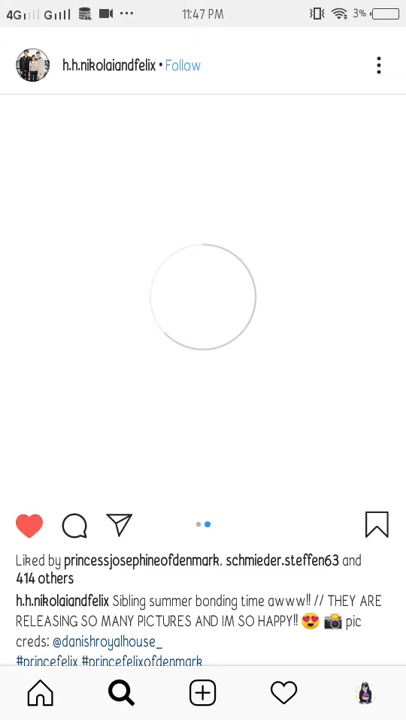 4G G 11:47 PM 3%
h.h.nikolaiandfelix • Follow
Liked by princessjosephineofdenmark, schmieder.steffen63 and
414 others
h.h.nikolaiandfelix Sibling summer bonding time awww!! // THEY ARE
RELEASING SO MANY PICTURES AND IM SO HAPPY!! 😍 📸 pic
creds: @danishroyalhouse_
#princefelix #princefelixofdenmark